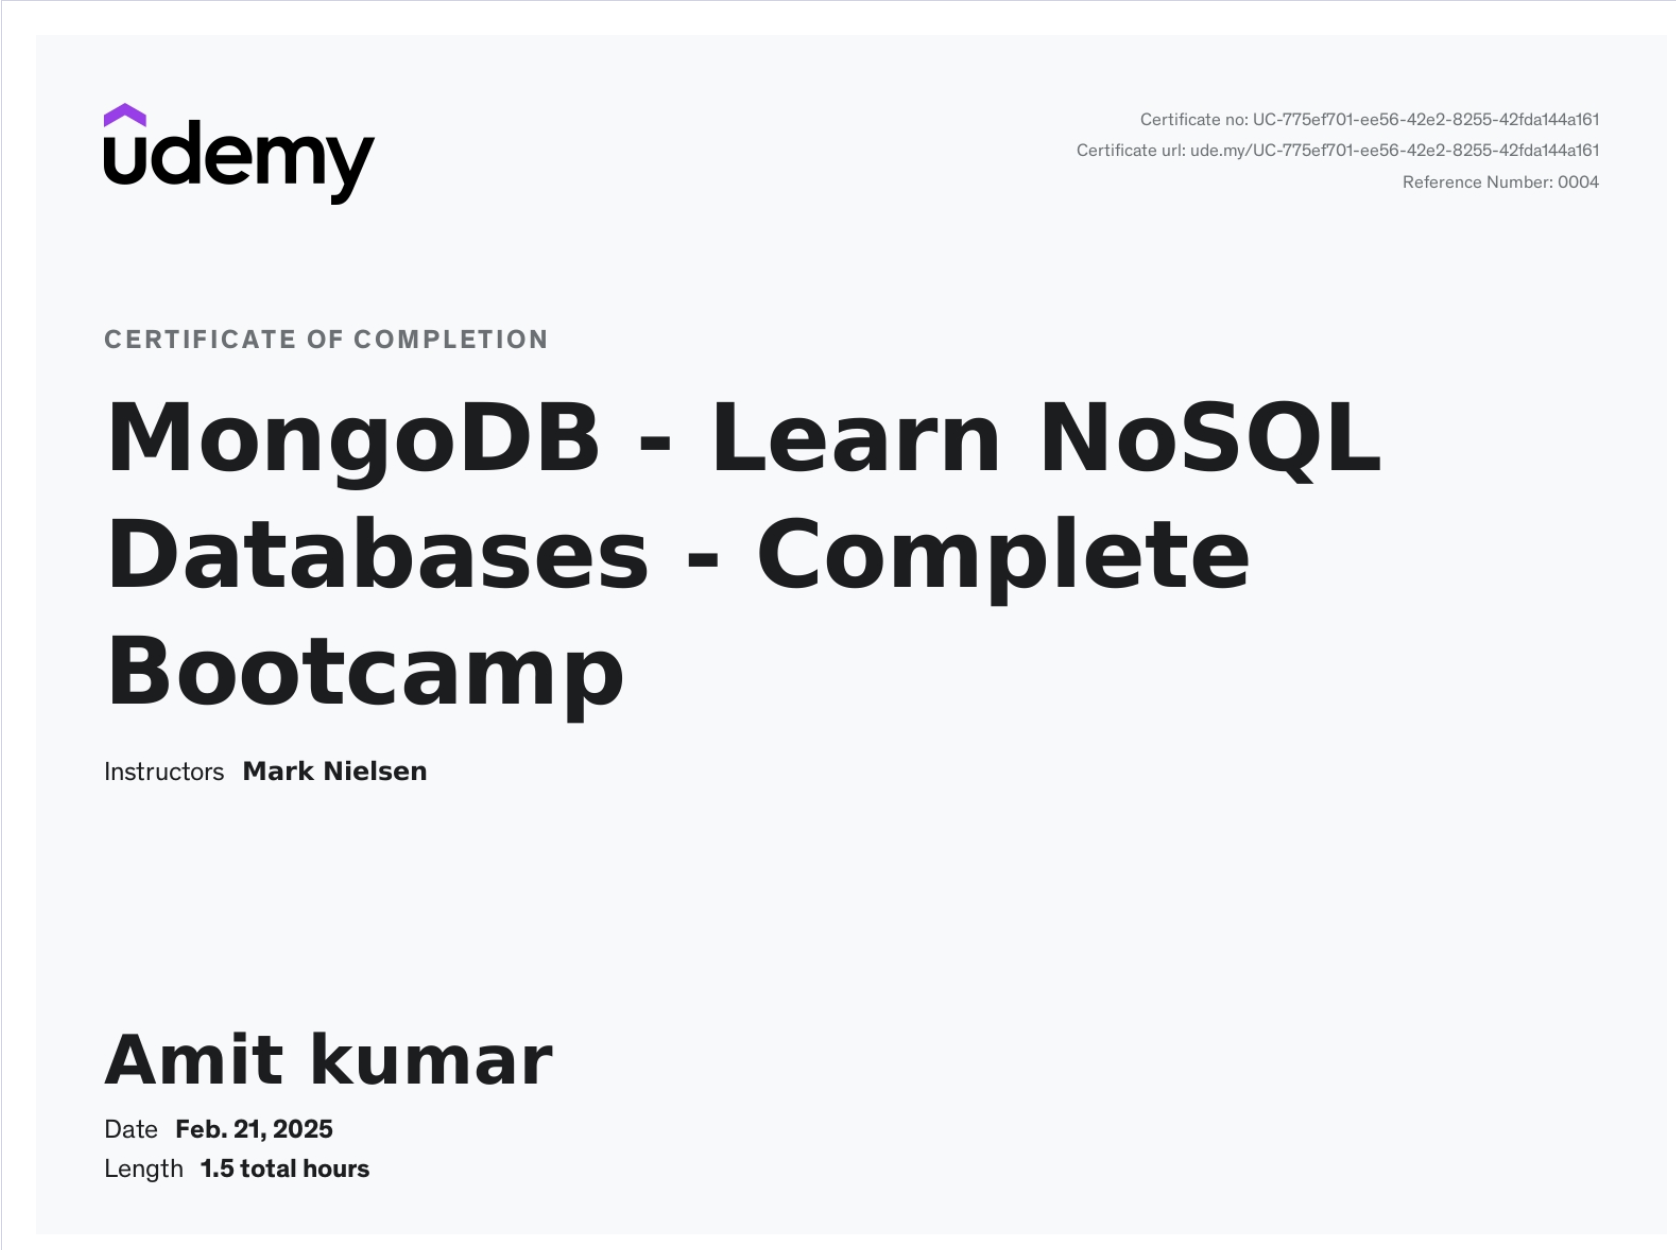 udemy
Certificate no: UC-775ef701-ee56-42e2-8255-42fda144a161
Certificate url: ude.my/UC-775ef701-ee56-42e2-8255-42fda144a161
Reference Number: 0004
CERTIFICATE OF COMPLETION
MongoDB - Learn NoSQL
Databases - Complete
Bootcamp
Instructors Mark Nielsen
Amit kumar
Date Feb. 21, 2025
Length 1.5 total hours